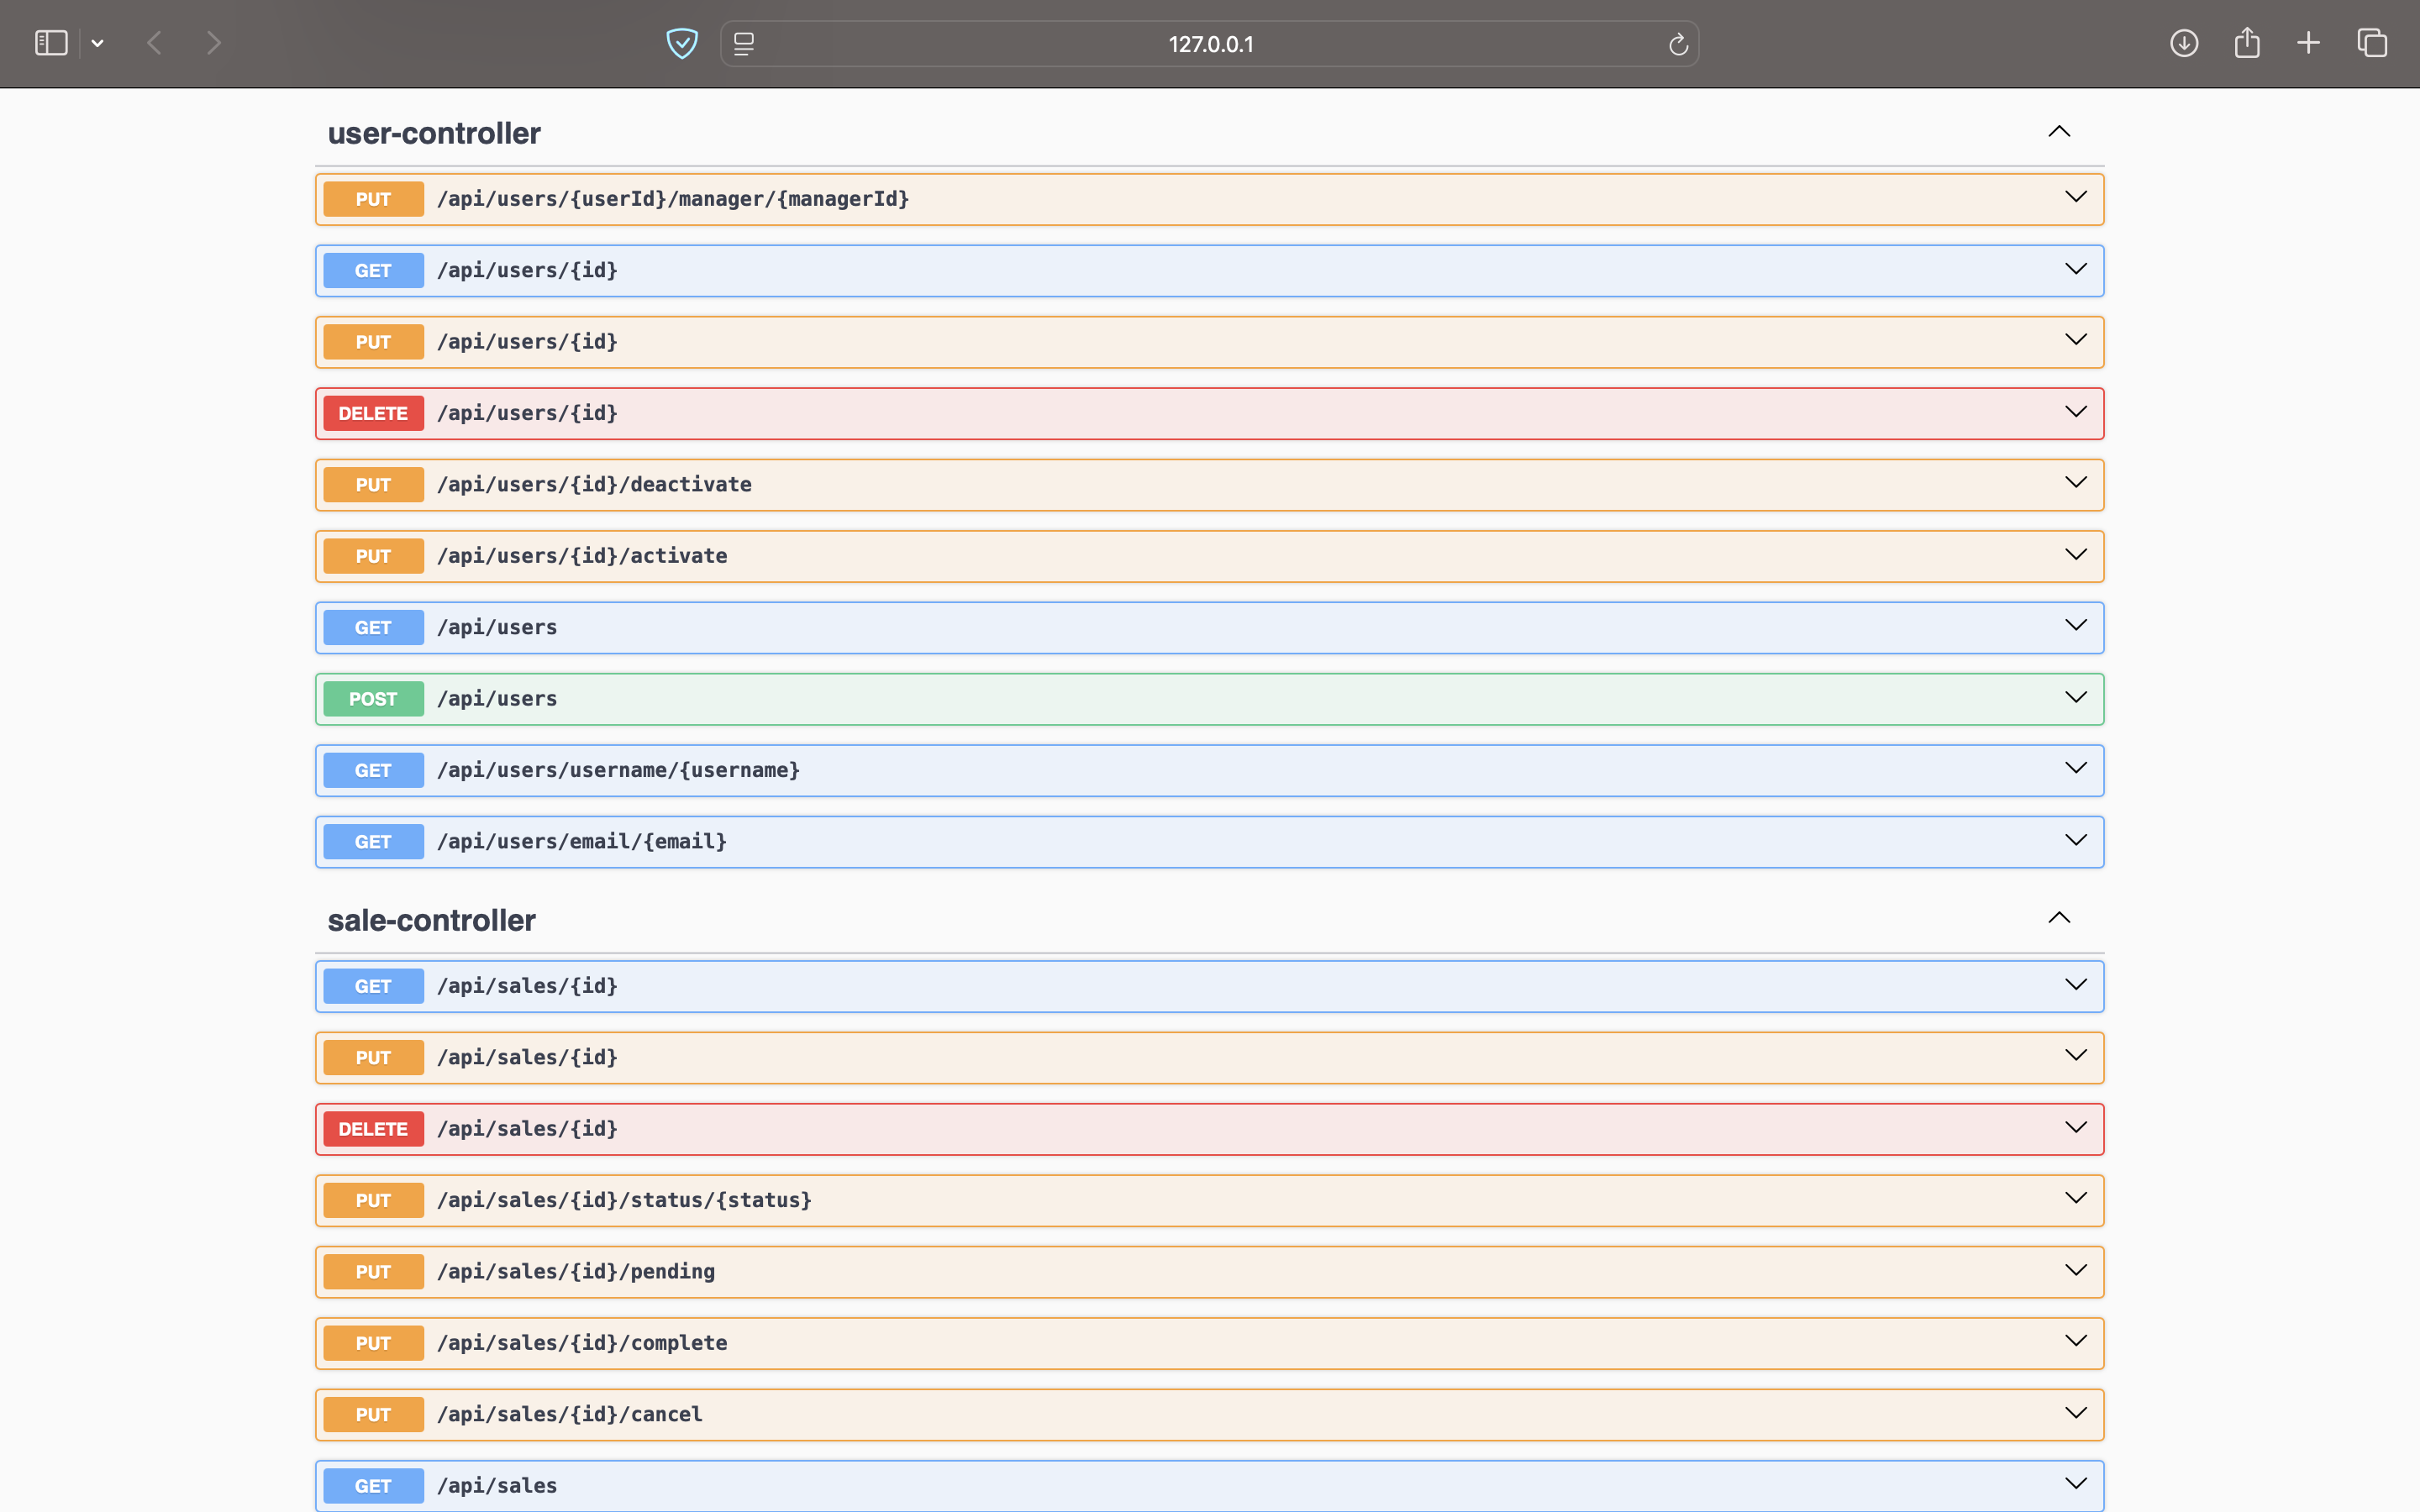 127.0.0.1
user-controller
PUT /api/users/{userId}/manager/{managerId}
GET /api/users/{id}
PUT /api/users/{id}
DELETE /api/users/{id}
PUT /api/users/{id}/deactivate
PUT /api/users/{id}/activate
GET /api/users
POST /api/users
GET /api/users/username/{username}
GET /api/users/email/{email}
sale-controller
GET /api/sales/{id}
PUT /api/sales/{id}
DELETE /api/sales/{id}
PUT /api/sales/{id}/status/{status}
PUT /api/sales/{id}/pending
PUT /api/sales/{id}/complete
PUT /api/sales/{id}/cancel
GET /api/sales